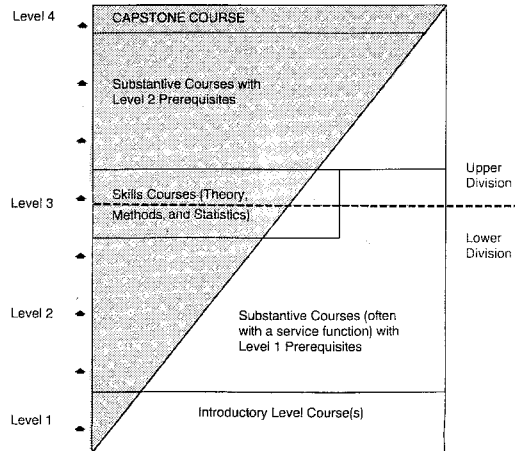 Level 4
CAPSTONE COURSE
Substantive Courses with
Level 2 Prerequisites
Upper
Division
Skills Courses (Theory,
Level 3
Methods, and Statistics)
Lower
Division
Level 2
Substantive Courses (often
with a service function) with
Level 1 Prerequisites
Introductory Level Course(s)
Level 1